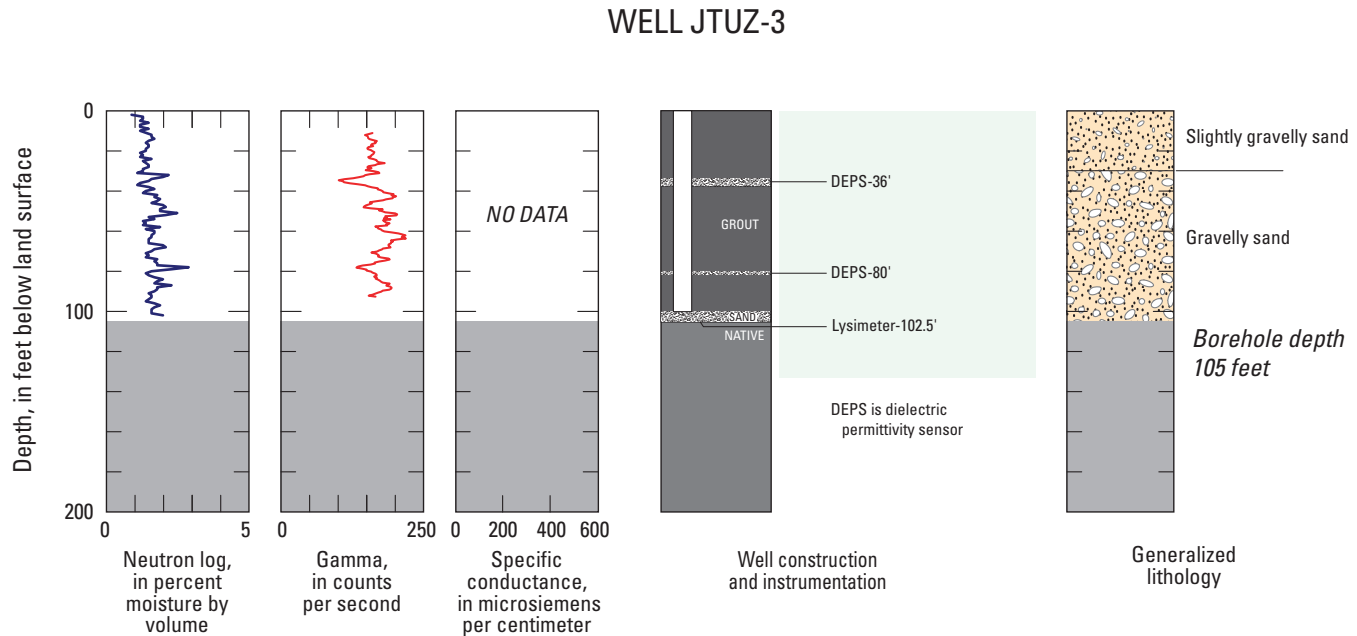 WELL JTUZ-3
Depth, in feet below land surface
0
100
200
0 5
Neutron log,
in percent
moisture by
volume
0 250
Gamma,
in counts
per second
NO DATA
0 200 400 600
Specific
conductance,
in microsiemens
per centimeter
DEPS-36'
GROUT
DEPS-80'
SAND
Lysimeter-102.5'
NATIVE
DEPS is dielectric
permittivity sensor
Well construction
and instrumentation
Slightly gravelly sand
Gravelly sand
Borehole depth
105 feet
Generalized
lithology